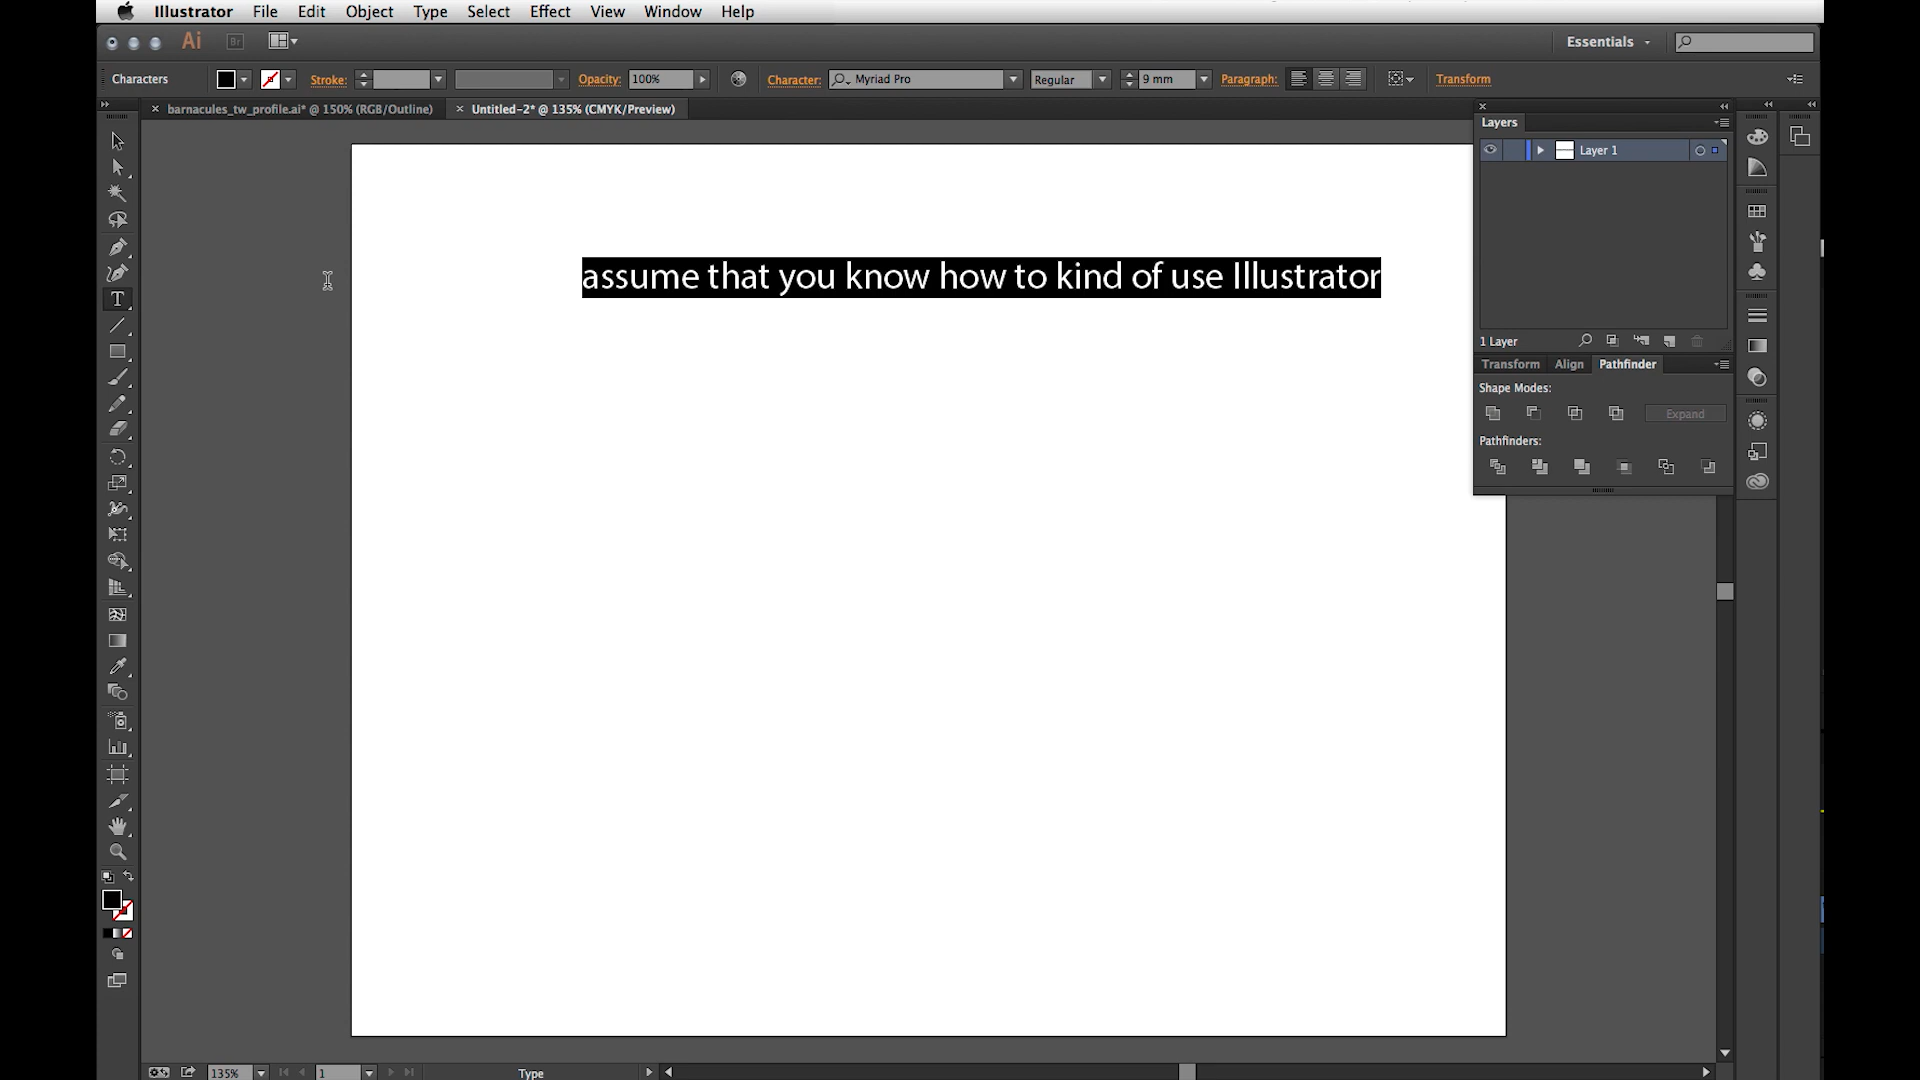 Illustrator File Edit Object Type Select Effect View Window Help
Ai Br Essentials
Characters Stroke: Opacity: 100% Character: Myriad Pro Regular 9 mm Paragraph: Transform
barnacules_tw_profile.ai* @ 150% (RGB/Outline) Untitled-2* @ 135% (CMYK/Preview)
Layers
Layer 1
assume that you know how to kind of use Illustrator
T
1 Layer
Transform Align Pathfinder
Shape Modes:
Expand
Pathfinders:
135% 1 Type